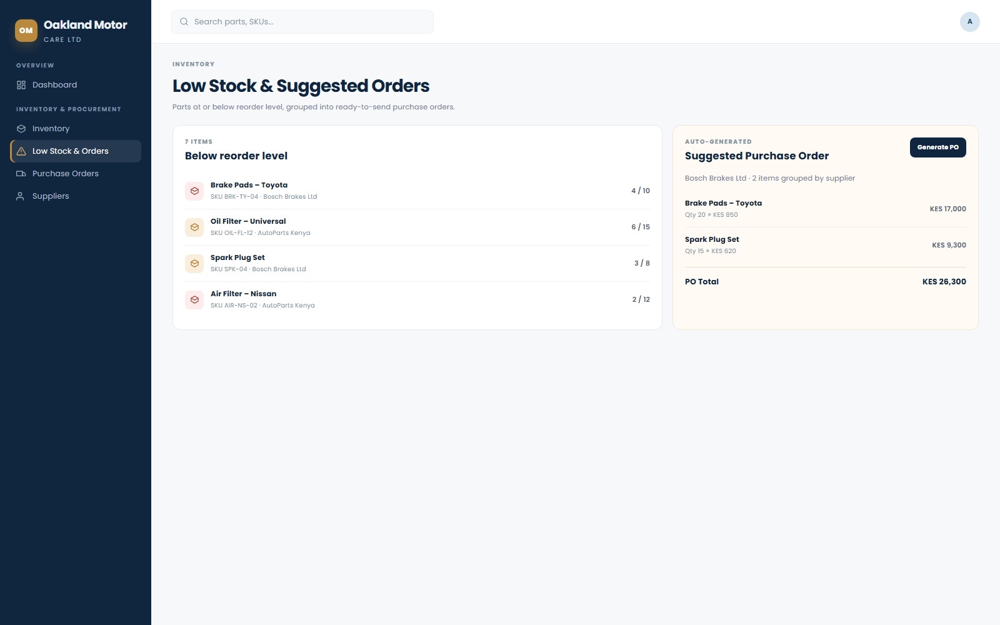 OM
Oakland Motor
CARE LTD
OVERVIEW
Dashboard
INVENTORY & PROCUREMENT
Inventory
Low Stock & Orders
Purchase Orders
Suppliers
Search parts, SKUs...
A
INVENTORY
Low Stock & Suggested Orders
Parts at or below reorder level, grouped into ready-to-send purchase orders.
7 ITEMS
Below reorder level
Brake Pads – Toyota
SKU BRK-TY-04 · Bosch Brakes Ltd
4 / 10
Oil Filter – Universal
SKU OIL-FL-12 · AutoParts Kenya
6 / 15
Spark Plug Set
SKU SPK-04 · Bosch Brakes Ltd
3 / 8
Air Filter – Nissan
SKU AIR-NS-02 · AutoParts Kenya
2 / 12
AUTO-GENERATED
Suggested Purchase Order
Generate PO
Bosch Brakes Ltd · 2 items grouped by supplier
Brake Pads – Toyota
Qty 20 × KES 850
KES 17,000
Spark Plug Set
Qty 15 × KES 620
KES 9,300
PO Total
KES 26,300